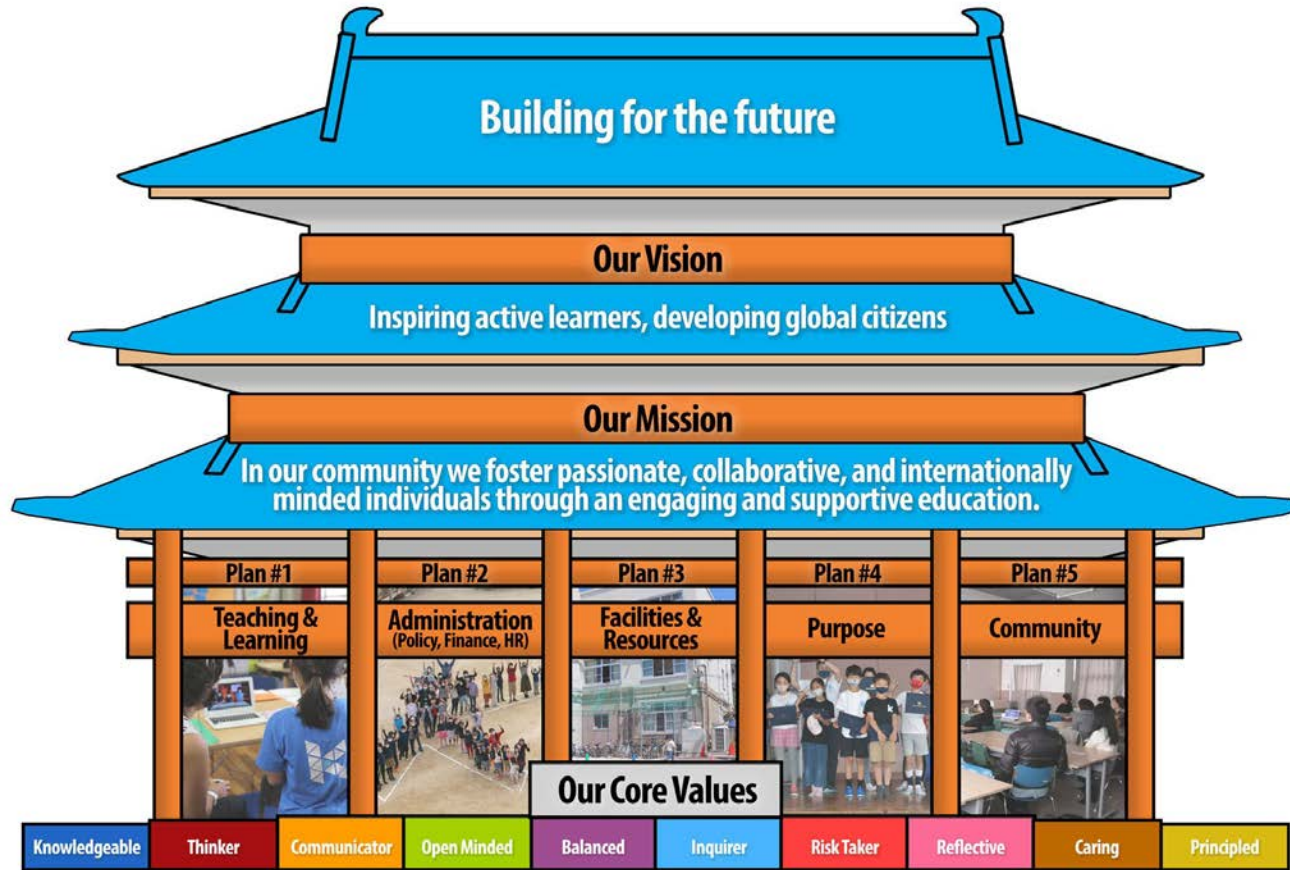 Building for the future
Our Vision
Inspiring active learners, developing global citizens
Our Mission
In our community we foster passionate, collaborative, and internationally
minded individuals through an engaging and supportive education.
Plan #1
Plan #2
Plan #3
Plan #4
Plan #5
Teaching &
Learning
Administration
(Policy, Finance, HR)
Facilities &
Resources
Purpose
Community
Our Core Values
Knowledgeable
Thinker
Communicator
Open Minded
Balanced
Inquirer
Risk Taker
Reflective
Caring
Principled